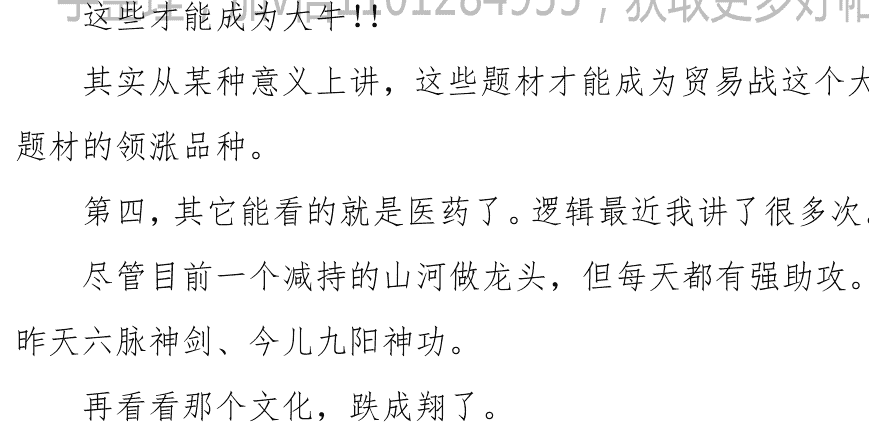 这些才能成为大牛!!
其实从某种意义上讲，这些题材才能成为贸易战这个大
题材的领涨品种。
第四，其它能看的就是医药了。逻辑最近我讲了很多次。
尽管目前一个减持的山河做龙头，但每天都有强助攻。
昨天六脉神剑、今儿九阳神功。
再看看那个文化，跌成翔了。